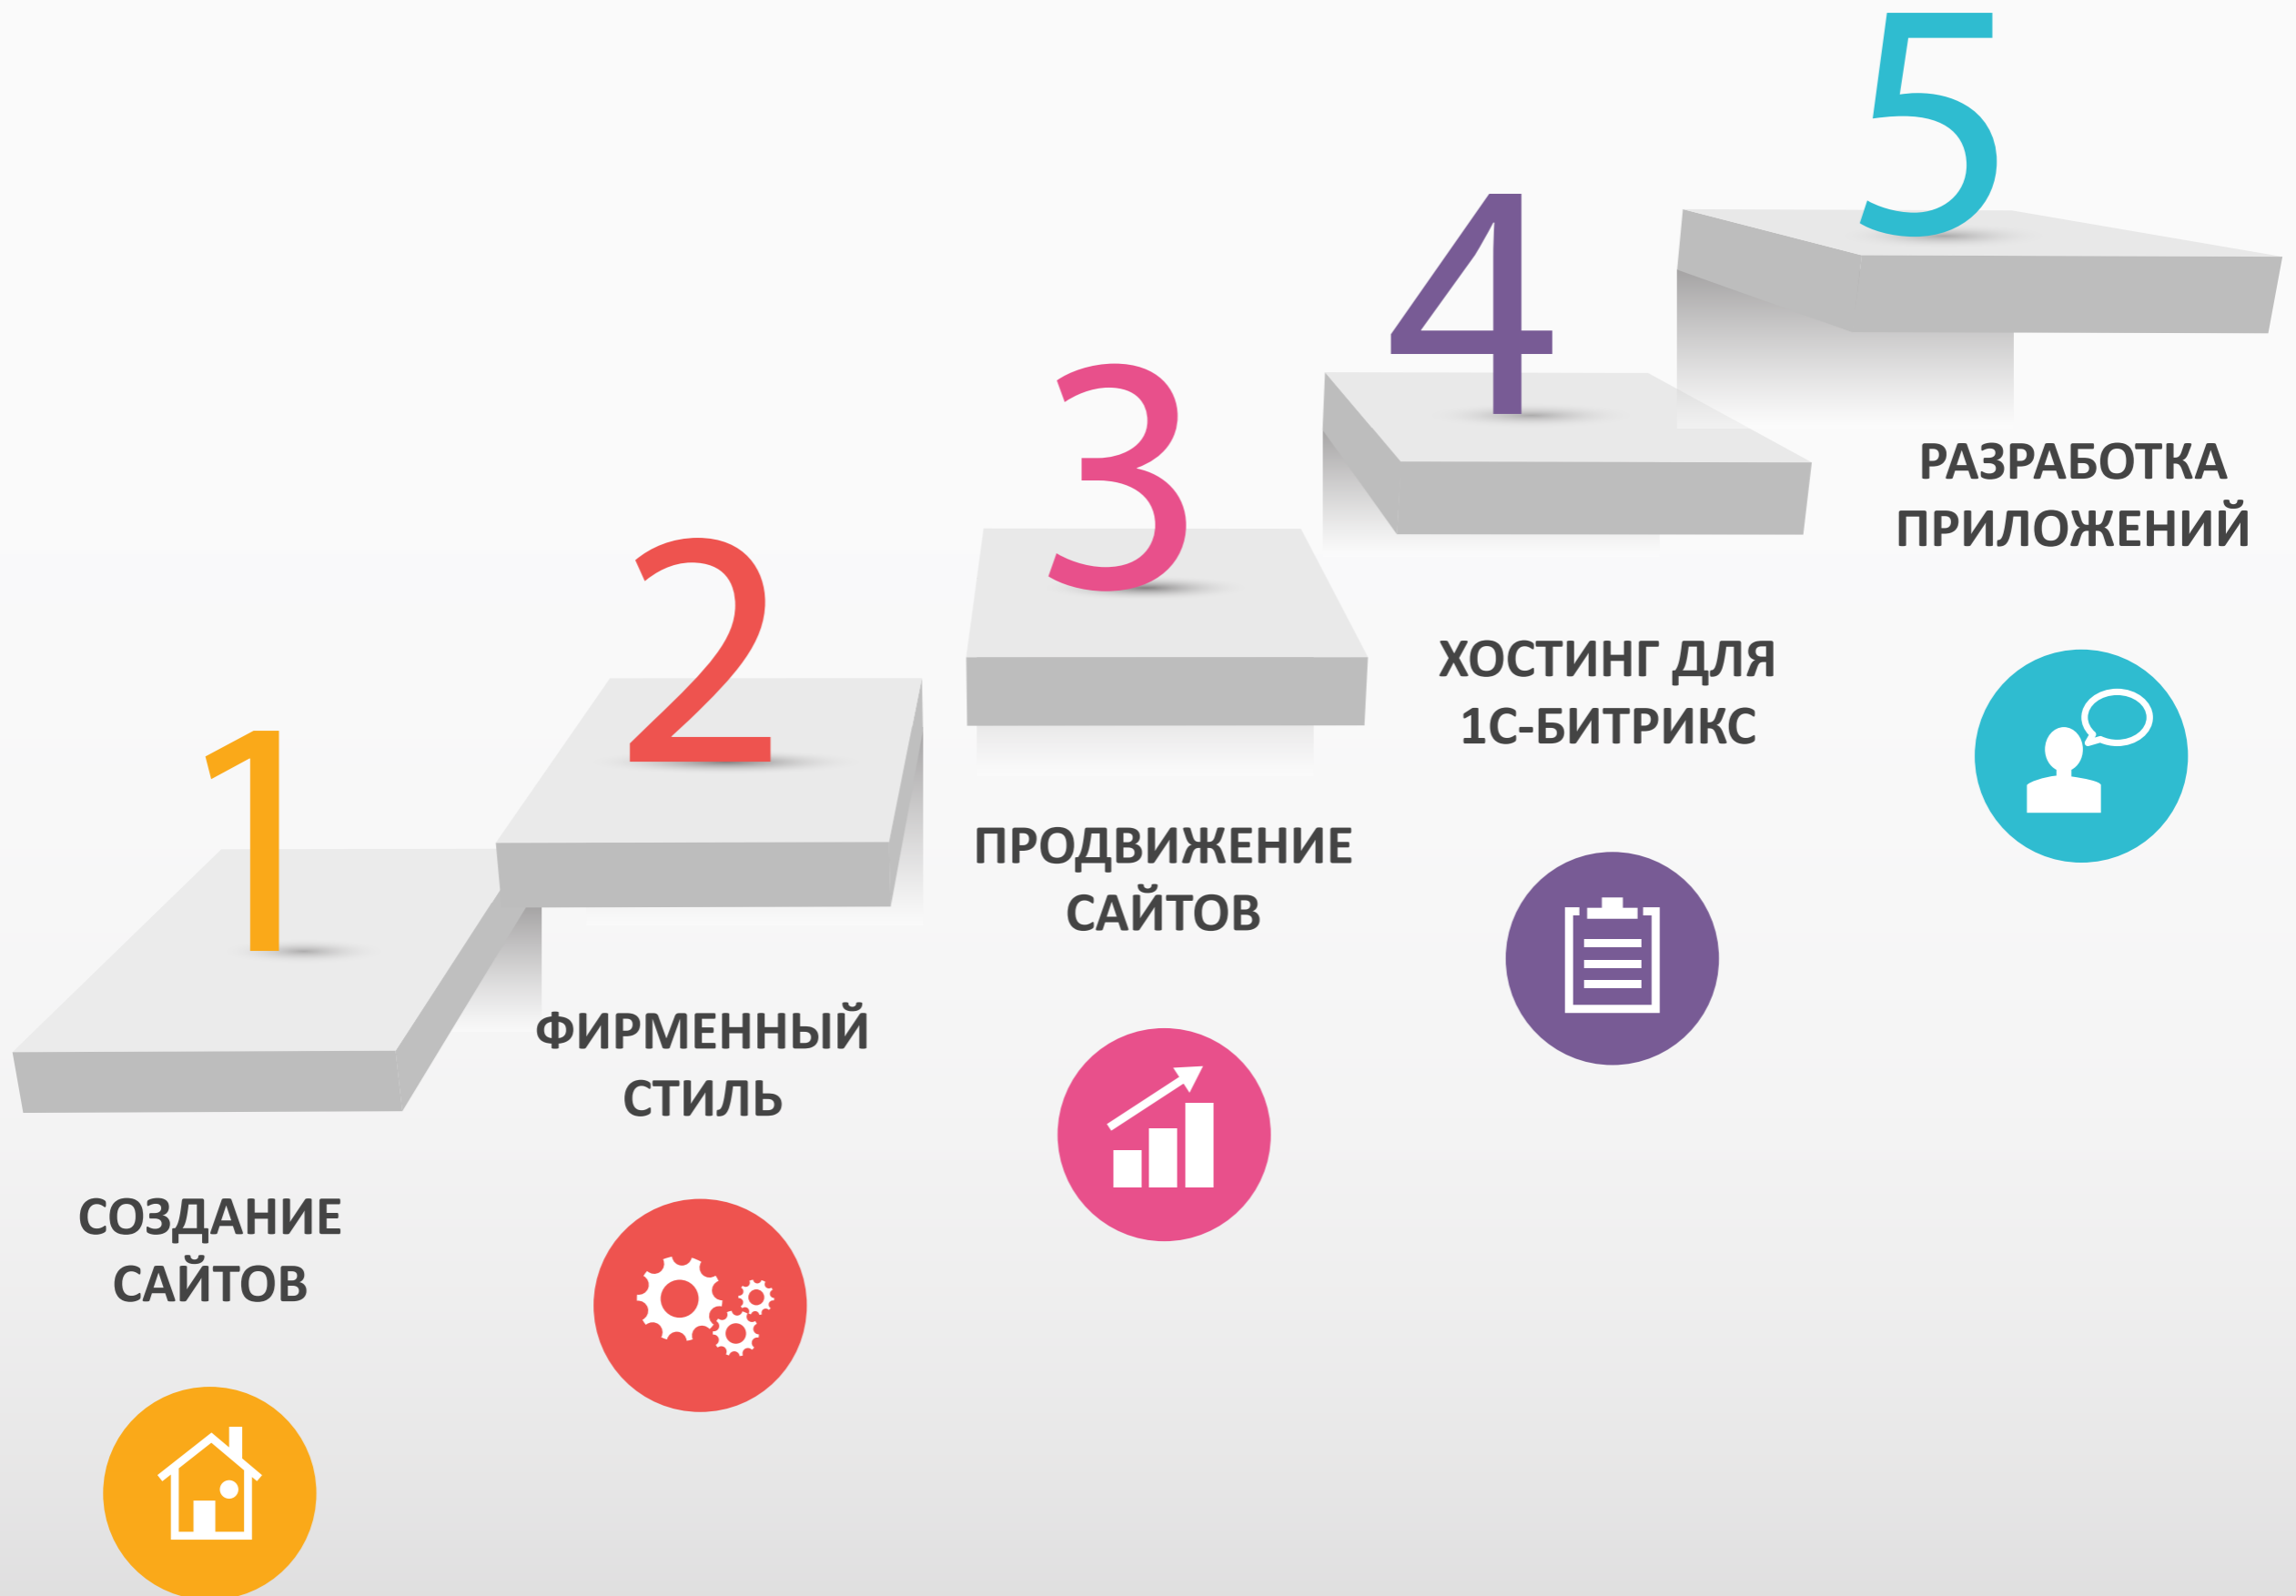 1
СОЗДАНИЕ
САЙТОВ
2
ФИРМЕННЫЙ
СТИЛЬ
3
ПРОДВИЖЕНИЕ
САЙТОВ
4
ХОСТИНГ ДЛЯ
1С-БИТРИКС
5
РАЗРАБОТКА
ПРИЛОЖЕНИЙ